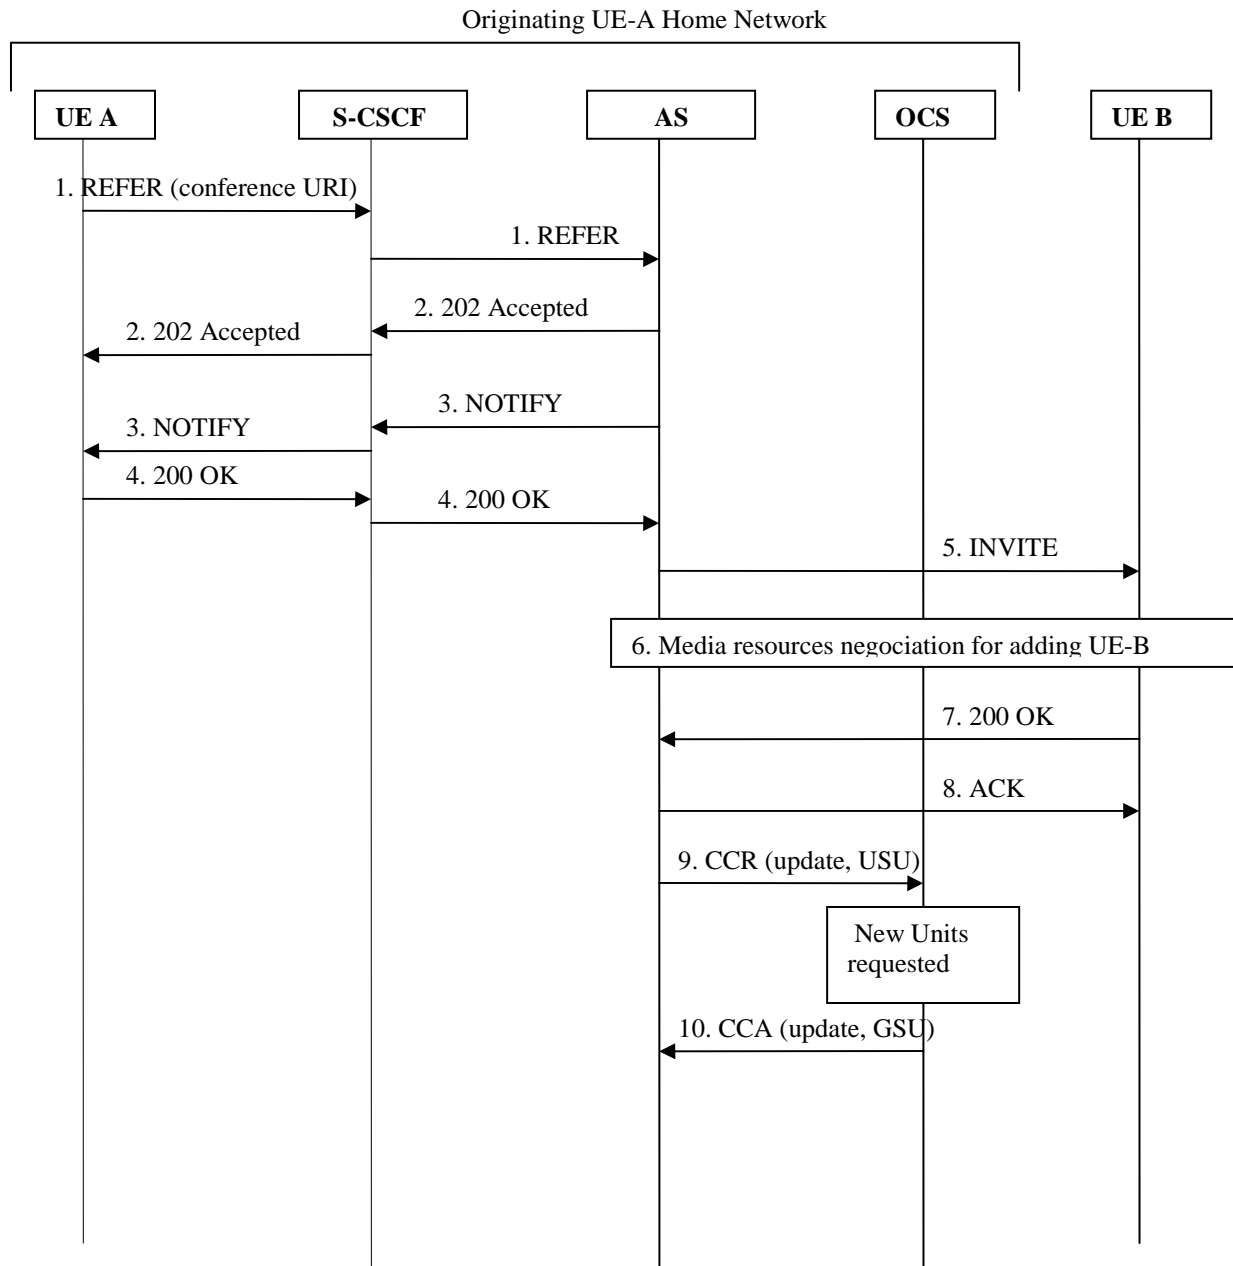 Originating UE-A Home Network
UE A
S-CSCF
AS
OCS
UE B
1. REFER (conference URI)
1. REFER
2. 202 Accepted
2. 202 Accepted
3. NOTIFY
3. NOTIFY
4. 200 OK
4. 200 OK
5. INVITE
6. Media resources negociation for adding UE-B
7. 200 OK
8. ACK
9. CCR (update, USU)
New Units
requested
10. CCA (update, GSU)